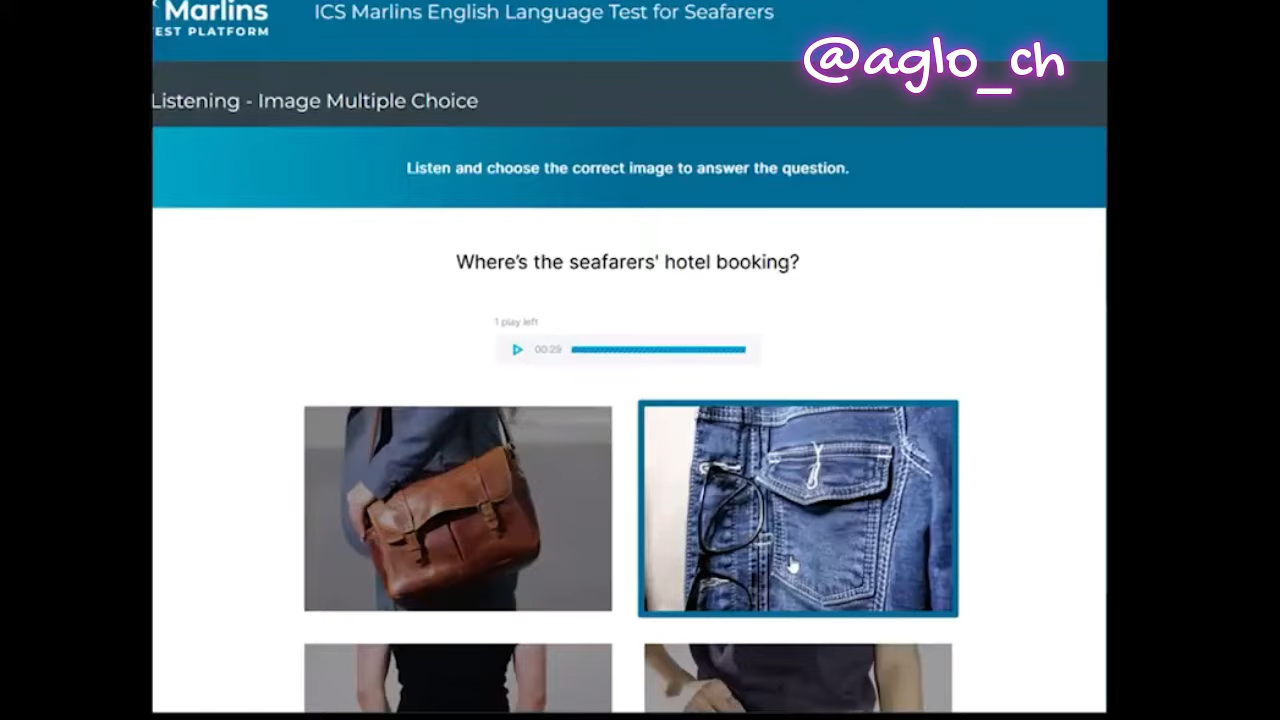 Marlins
EST PLATFORM
ICS Marlins English Language Test for Seafarers
@aglo_ch
Listening - Image Multiple Choice
Listen and choose the correct image to answer the question.
Where's the seafarers' hotel booking?
1 play left
00:29